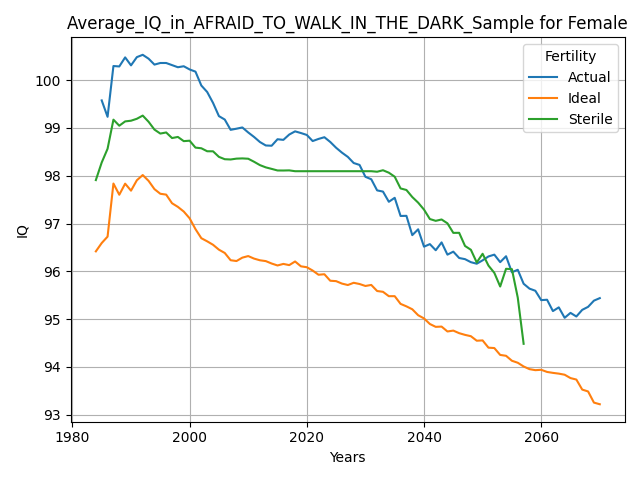 Average_IQ_in_AFRAID_TO_WALK_IN_THE_DARK_Sample for Female
Fertility
Actual
Ideal
Sterile
IQ
100
99
98
97
96
95
94
93
1980
2000
2020
2040
2060
Years